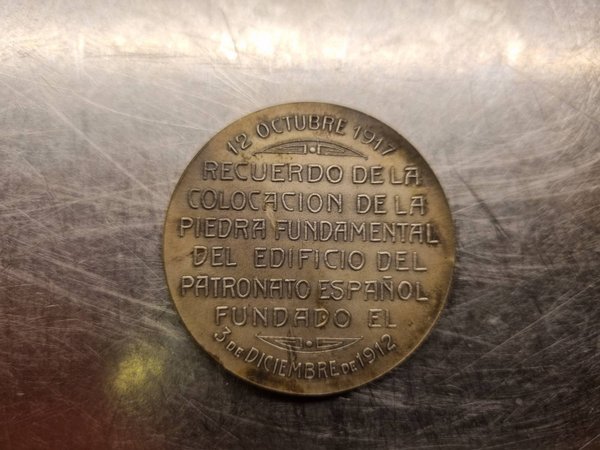 12 OCTUBRE 1917
RECUERDO DE LA
COLOCACION DE LA
PIEDRA FUNDAMENTAL
DEL EDIFICIO DEL
PATRONATO ESPAÑOL
FUNDADO EL
3 DE DICIEMBRE DE 1912